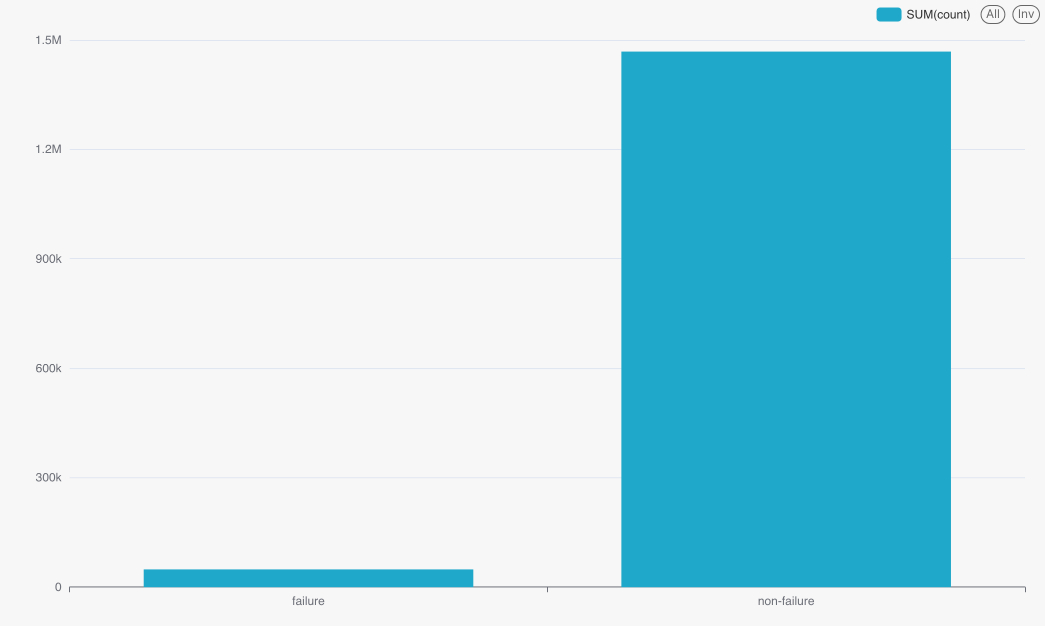 SUM(count) All Inv
1.5M
1.2M
900k
600k
300k
0
failure non-failure